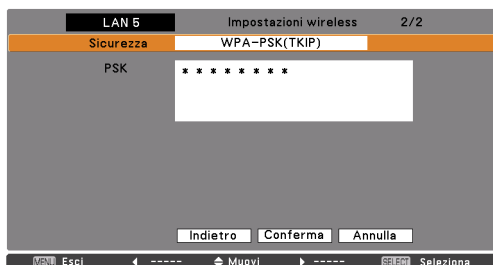 LAN 5 Impostazioni wireless 2/2
Sicurezza WPA-PSK(TKIP)
PSK * * * * * * * *
Indietro Conferma Annulla
MENU Esci ◀ ----- ◆ Muovi ▶ ----- SELECT Seleziona